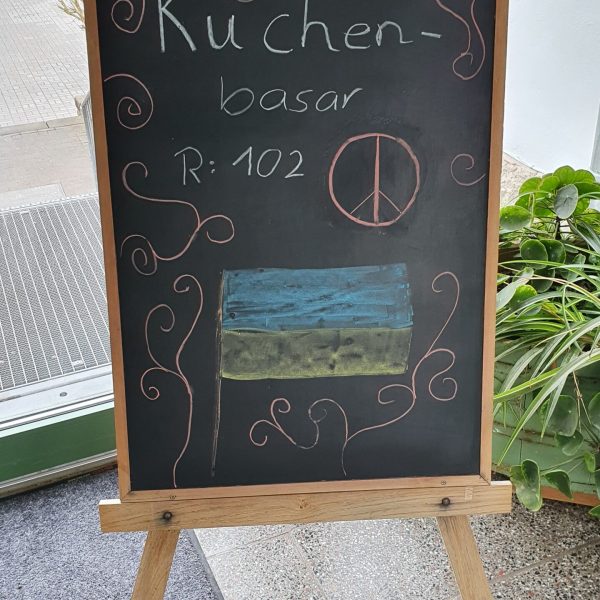 Kuchen-
basar
R: 102